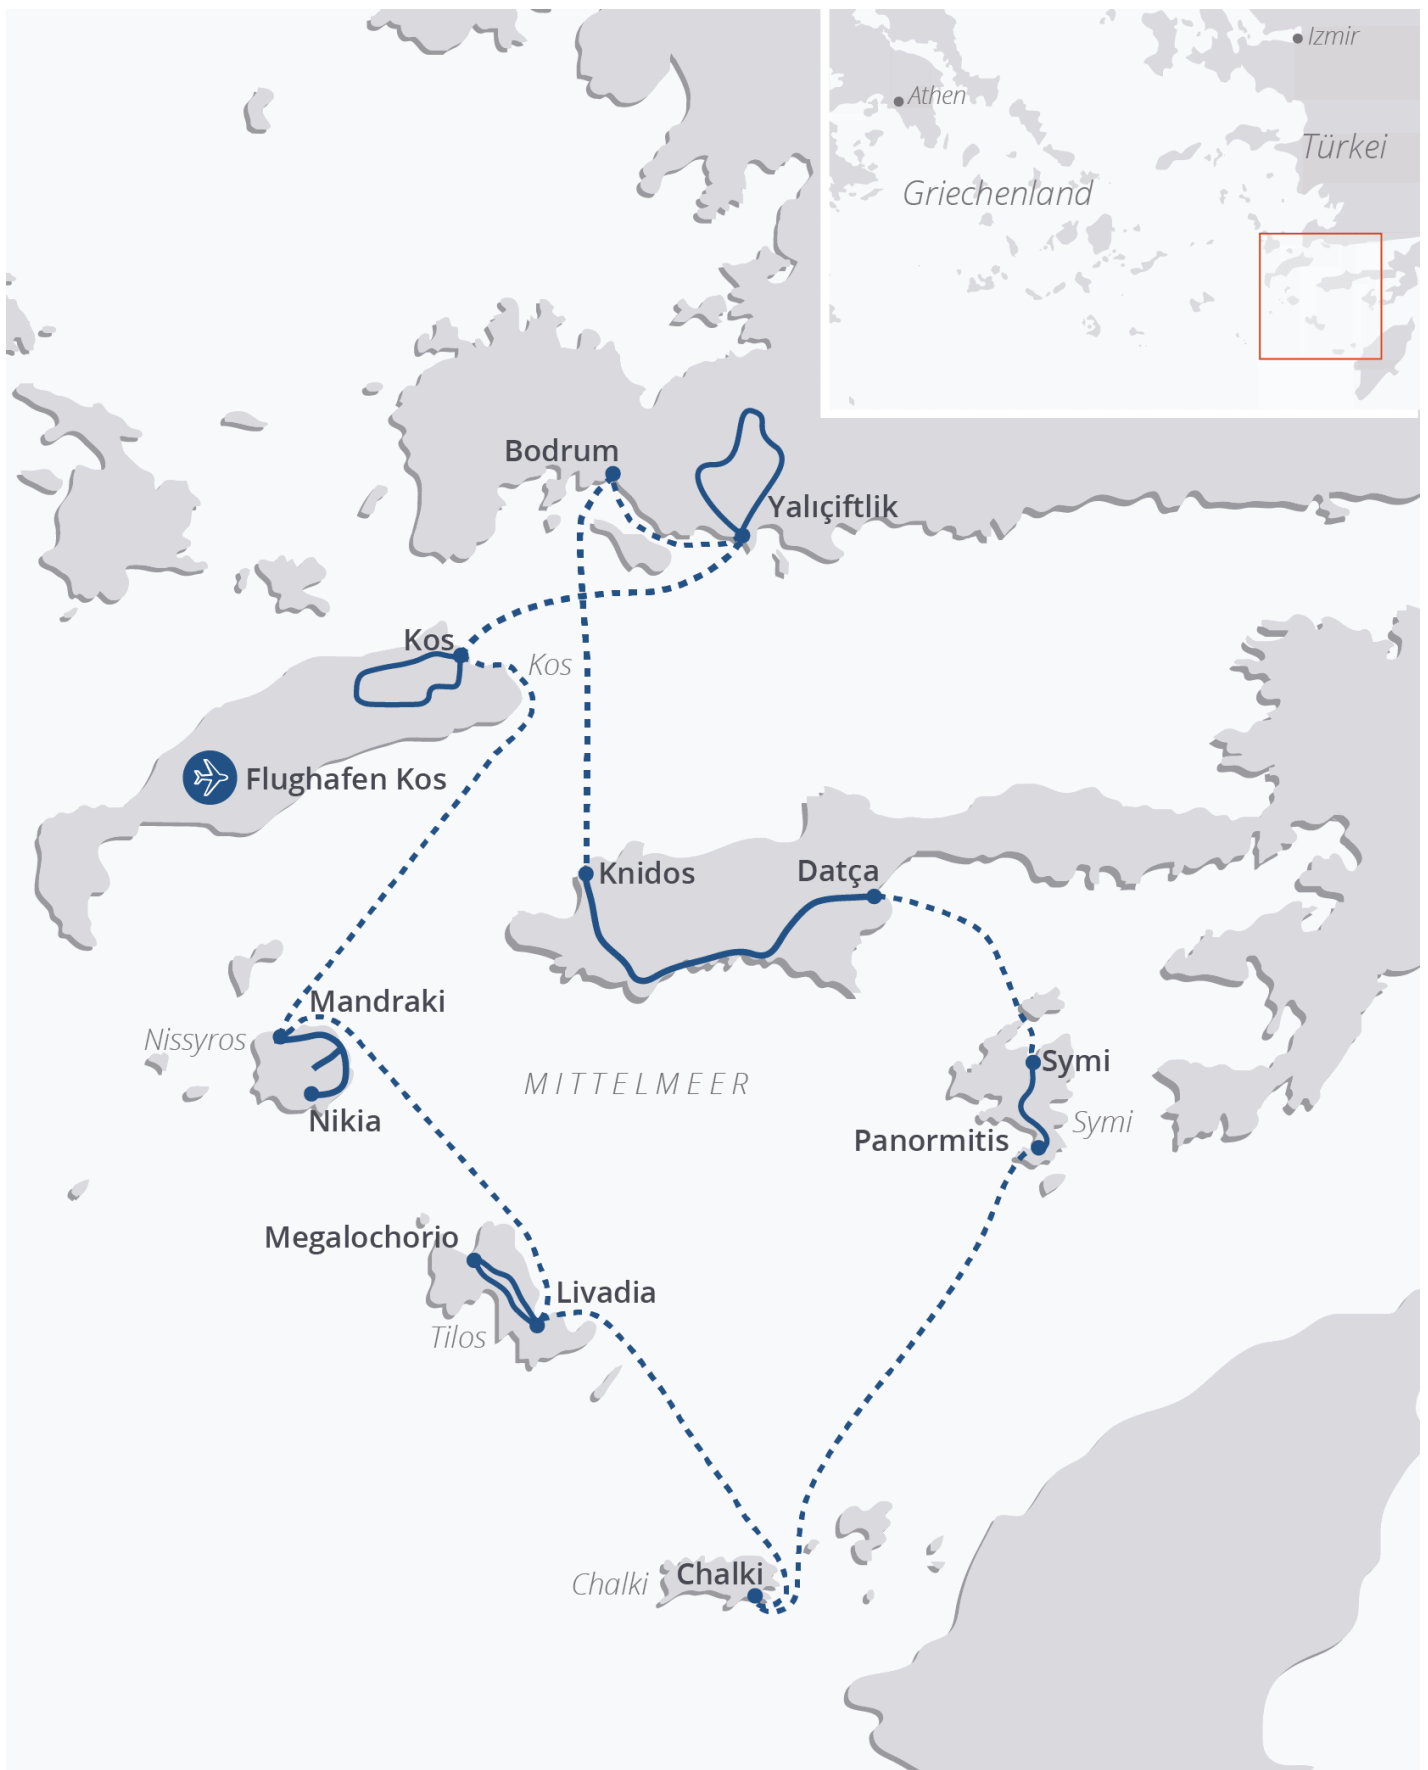 Izmir
Athen
Türkei
Griechenland
Bodrum
Yalıçiftlik
Kos
Kos
Flughafen Kos
Knidos
Datça
Mandraki
Nissyros
Symi
MITTELMEER
Nikia
Symi
Panormitis
Megalochorio
Livadia
Tilos
Chalki
Chalki